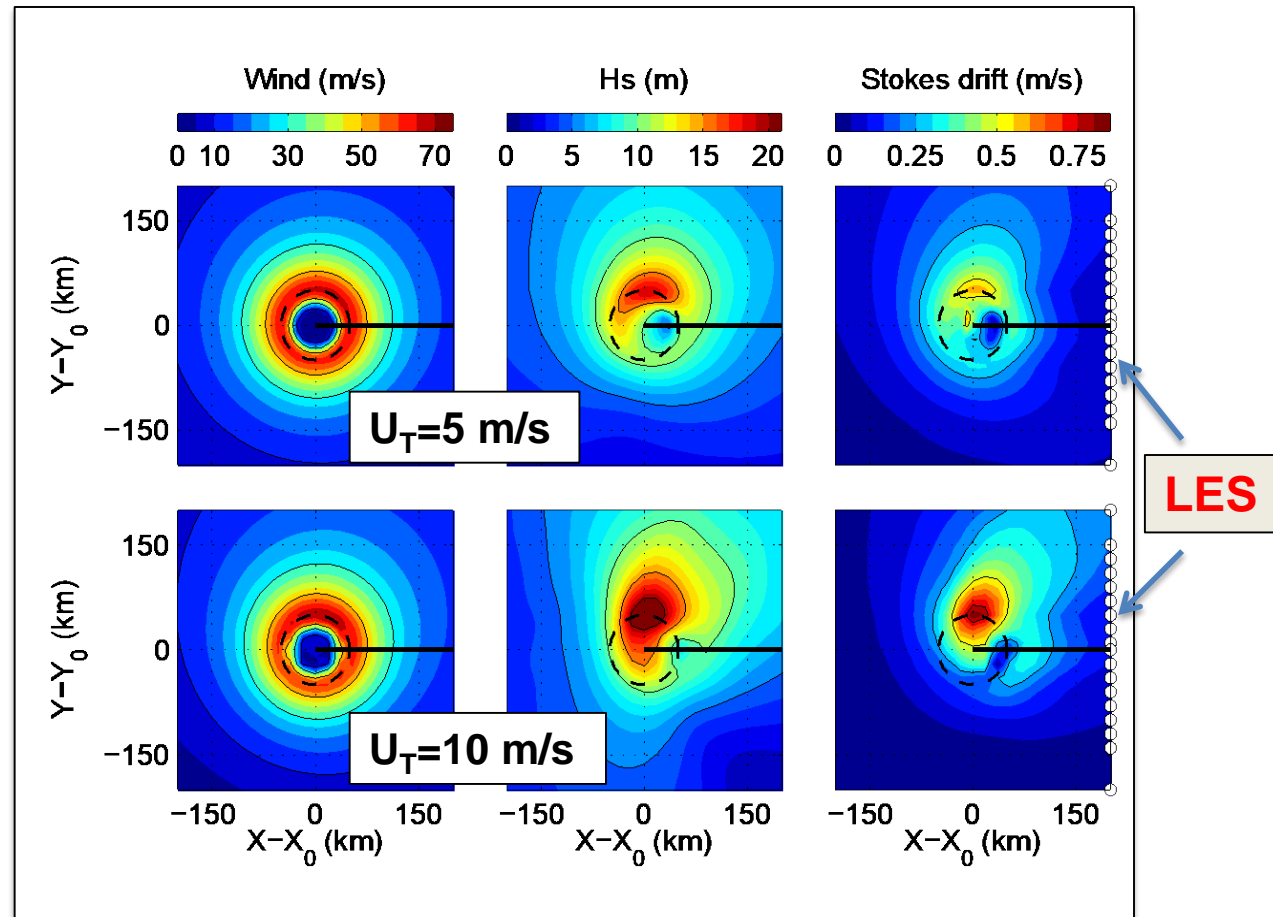 Wind (m/s) Hs (m) Stokes drift (m/s)
0 10 30 50 70 0 5 10 15 20 0 0.25 0.5 0.75
150
0
−150
Y−Y₀ (km)
U_T=5 m/s
LES
150
0
−150
Y−Y₀ (km)
U_T=10 m/s
−150 0 150 −150 0 150 −150 0 150
X−X₀ (km) X−X₀ (km) X−X₀ (km)